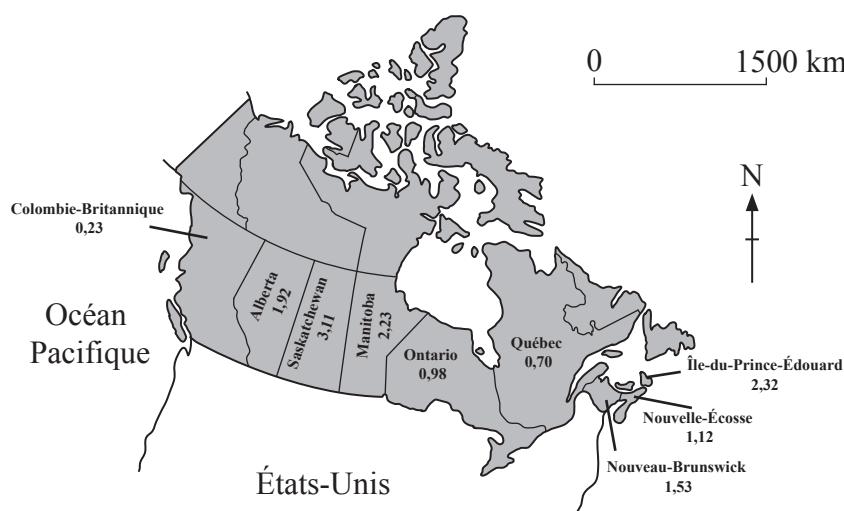 0 1500 km
N
Colombie-Britannique
0,23
Alberta
1,92
Saskatchewan
3,11
Manitoba
2,23
Ontario
0,98
Québec
0,70
Océan
Pacifique
Île-du-Prince-Édouard
2,32
Nouvelle-Écosse
1,12
Nouveau-Brunswick
1,53
États-Unis